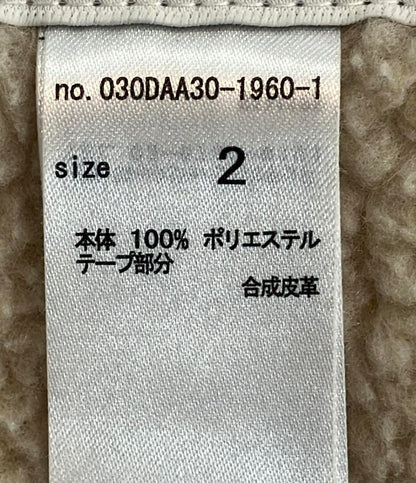 no. 030DAA30-1960-1
size 2
本体 100% ポリエステル
テープ部分
合成皮革